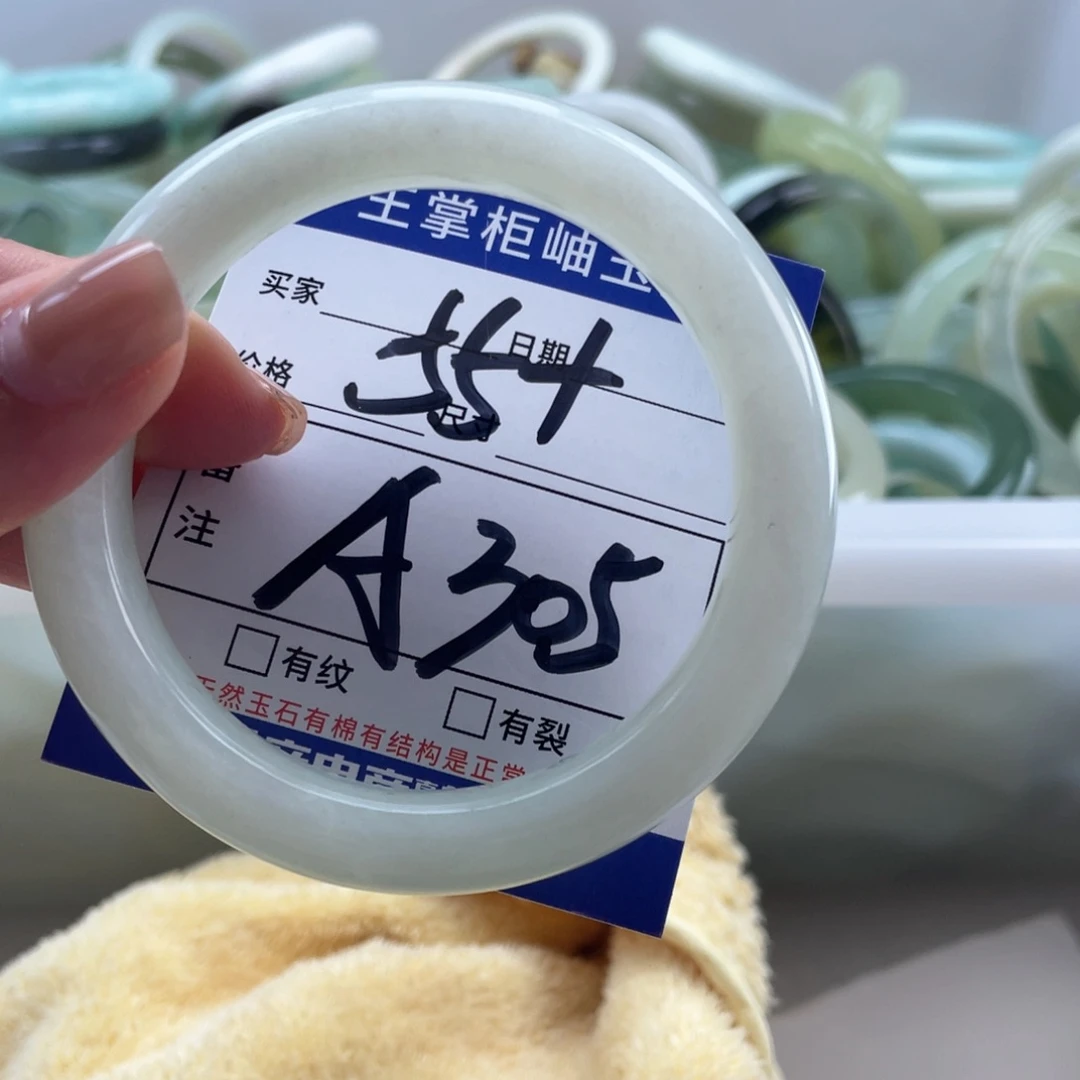 王掌柜岫玉
买家
日期
554
价格
尺寸
备注
A305
有纹
有裂
天然玉石有棉有结构是正常